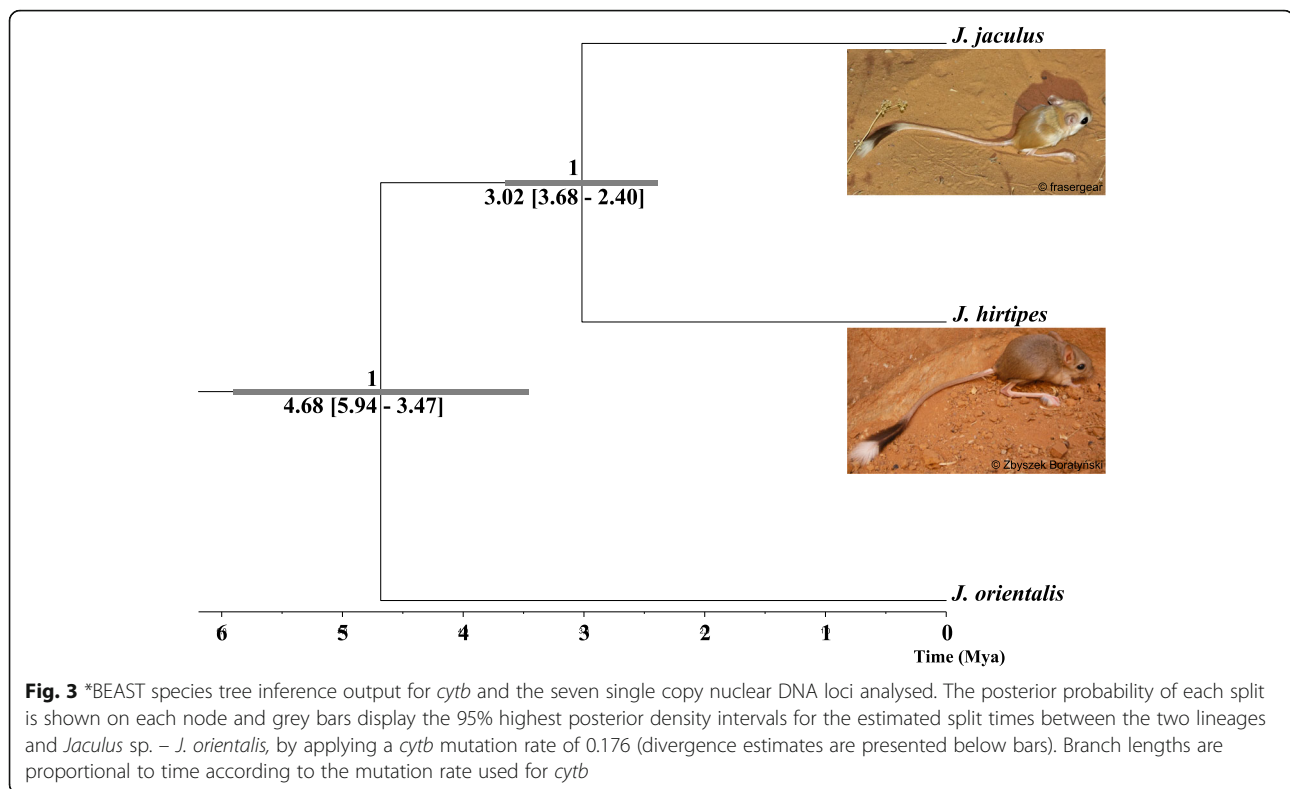 J. jaculus
© frasergear
1
3.02 [3.68 - 2.40]
J. hirtipes
© Zbyszek Boratyński
1
4.68 [5.94 - 3.47]
J. orientalis
6 5 4 3 2 1 0
Time (Mya)
Fig. 3 *BEAST species tree inference output for cytb and the seven single copy nuclear DNA loci analysed. The posterior probability of each split
is shown on each node and grey bars display the 95% highest posterior density intervals for the estimated split times between the two lineages
and Jaculus sp. – J. orientalis, by applying a cytb mutation rate of 0.176 (divergence estimates are presented below bars). Branch lengths are
proportional to time according to the mutation rate used for cytb